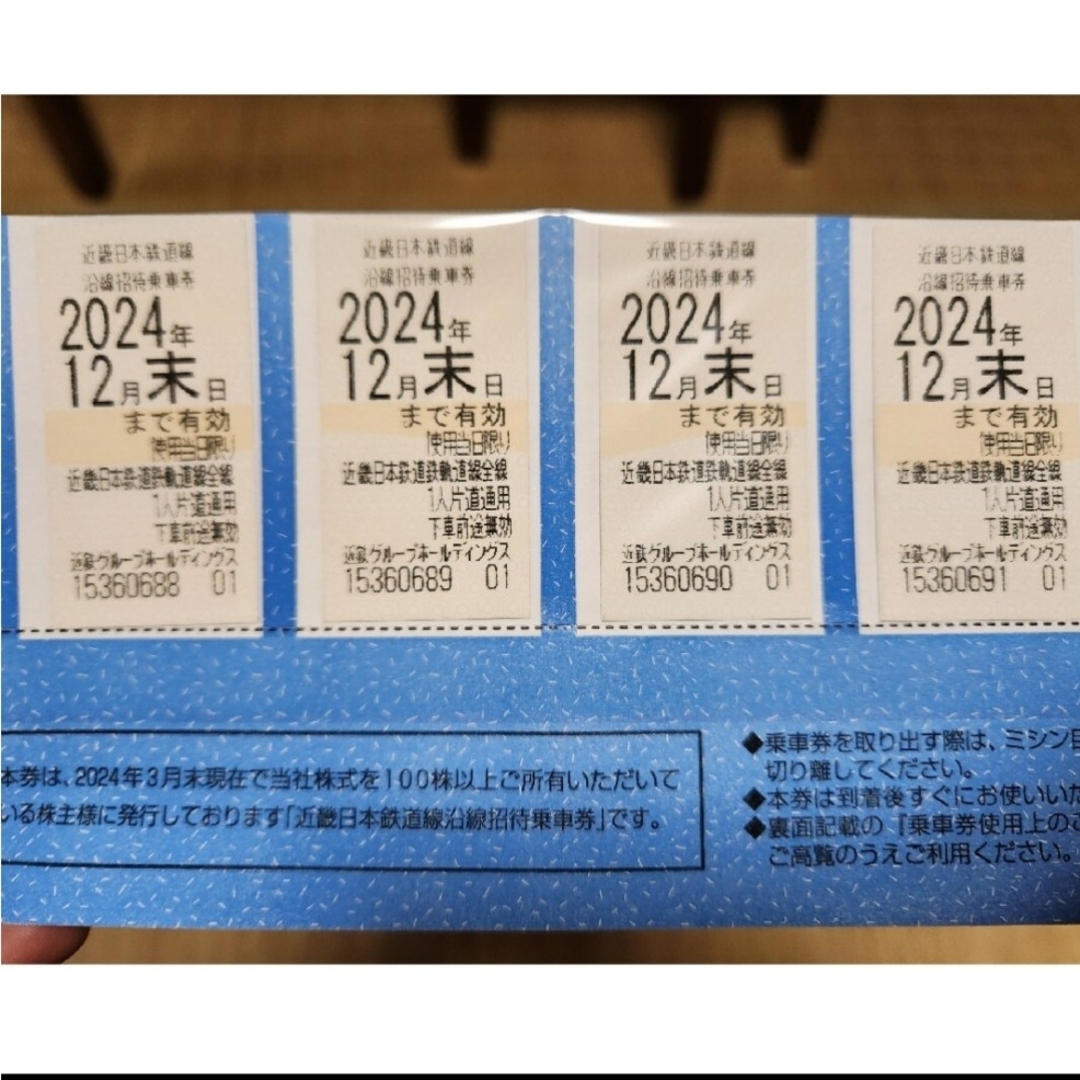 近畿日本鉄道線
沿線招待乗車券
2024年
12月末日
まで有効
使用当日限り
近畿日本鉄道鉄軌道線全線
1人片道通用
下車前途無効
近鉄グループホールディングス
15360688 01
近畿日本鉄道線
沿線招待乗車券
2024年
12月末日
まで有効
使用当日限り
近畿日本鉄道鉄軌道線全線
1人片道通用
下車前途無効
近鉄グループホールディングス
15360689 01
近畿日本鉄道線
沿線招待乗車券
2024年
12月末日
まで有効
使用当日限り
近畿日本鉄道鉄軌道線全線
1人片道通用
下車前途無効
近鉄グループホールディングス
15360690 01
近畿日本鉄道線
沿線招待乗車券
2024年
12月末日
まで有効
使用当日限り
近畿日本鉄道鉄軌道線全線
1人片道通用
下車前途無効
近鉄グループホールディングス
15360691 01
本券は、2024年3月末現在で当社株式を100株以上ご所有いただいて
いる株主様に発行しております「近畿日本鉄道線沿線招待乗車券」です。
◆乗車券を取り出す際は、ミシン目
切り離してください。
◆本券は到着後すぐにお使いいた
◆裏面記載の『乗車券使用上のご
ご高覧のうえご利用ください。